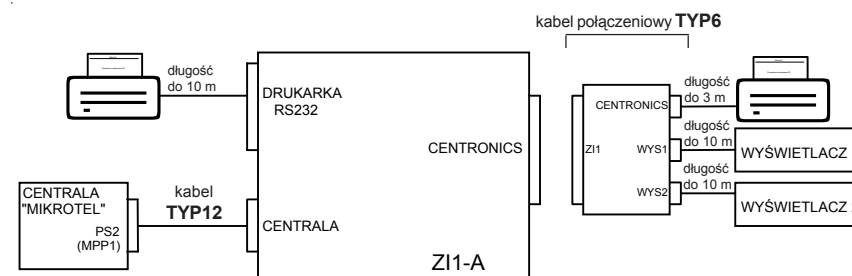 kabel połączeniowy TYP6
długość
do 10 m
DRUKARKA
RS232
CENTRONICS
CENTRALA
"MIKROTEL"
PS2
(MPP1)
kabel
TYP12
CENTRALA
ZI1-A
CENTRONICS
ZI1
WYS1
WYS2
długość
do 3 m
długość
do 10 m
WYŚWIETLACZ
długość
do 10 m
WYŚWIETLACZ